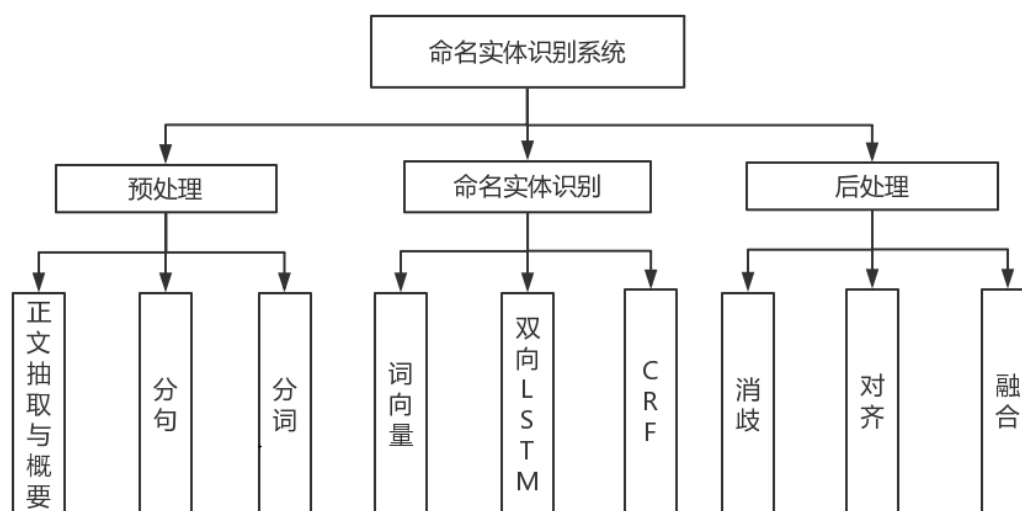 命名实体识别系统
预处理
命名实体识别
后处理
正文抽取与概要
分句
分词
词向量
双向LSTM
CRF
消歧
对齐
融合